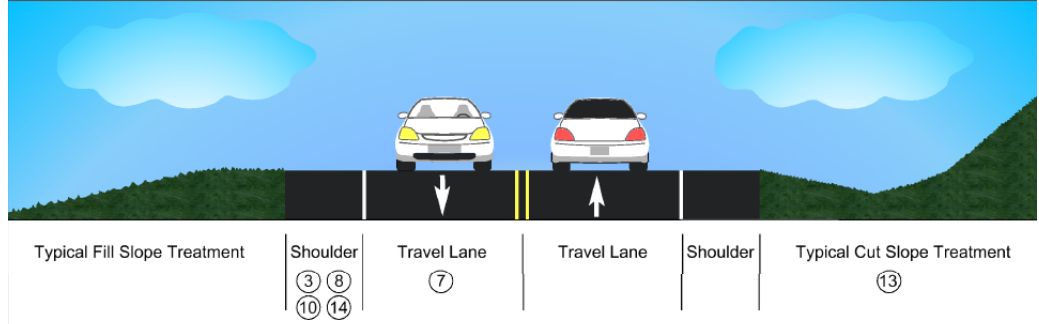 Typical Fill Slope Treatment
Shoulder
3 8
10 14
Travel Lane
7
Travel Lane
Shoulder
Typical Cut Slope Treatment
13